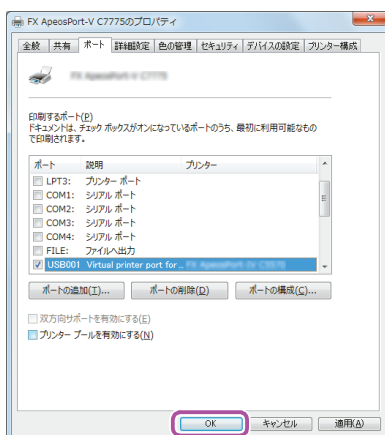 FX ApeosPort-V C7775のプロパティ
全般 共有 ポート 詳細設定 色の管理 セキュリティ デバイスの設定 プリンター構成
印刷するポート(P)
ドキュメントは、チェック ボックスがオンになっているポートのうち、最初に利用可能なもの
で印刷されます。
ポート 説明 プリンター
LPT3: プリンター ポート
COM1: シリアル ポート
COM2: シリアル ポート
COM3: シリアル ポート
COM4: シリアル ポート
FILE: ファイルへ出力
USB001 Virtual printer port for...
ポートの追加(T)... ポートの削除(D) ポートの構成(C)...
双方向サポートを有効にする(E)
プリンター プールを有効にする(N)
OK キャンセル 適用(A)